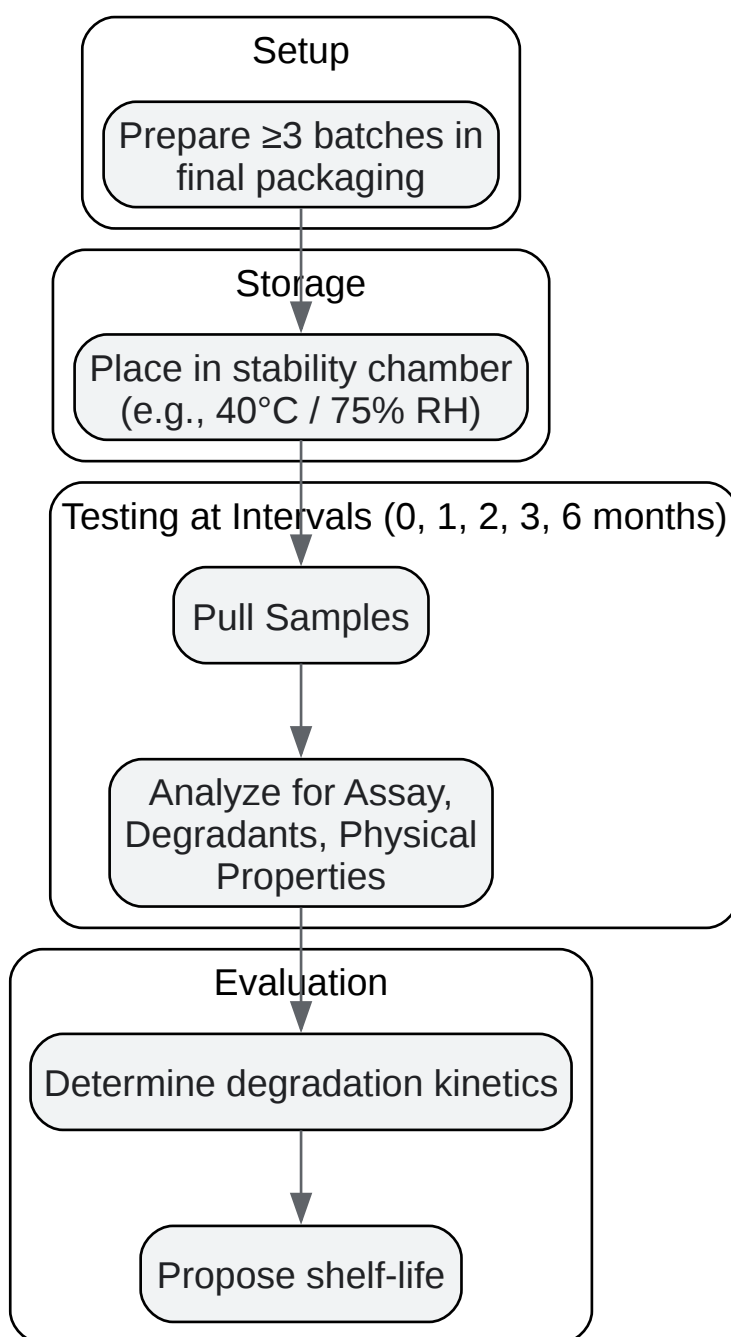 Setup
Prepare ≥3 batches in
final packaging
Storage
Place in stability chamber
(e.g., 40°C / 75% RH)
Testing at Intervals (0, 1, 2, 3, 6 months)
Pull Samples
Analyze for Assay,
Degradants, Physical
Properties
Evaluation
Determine degradation kinetics
Propose shelf-life